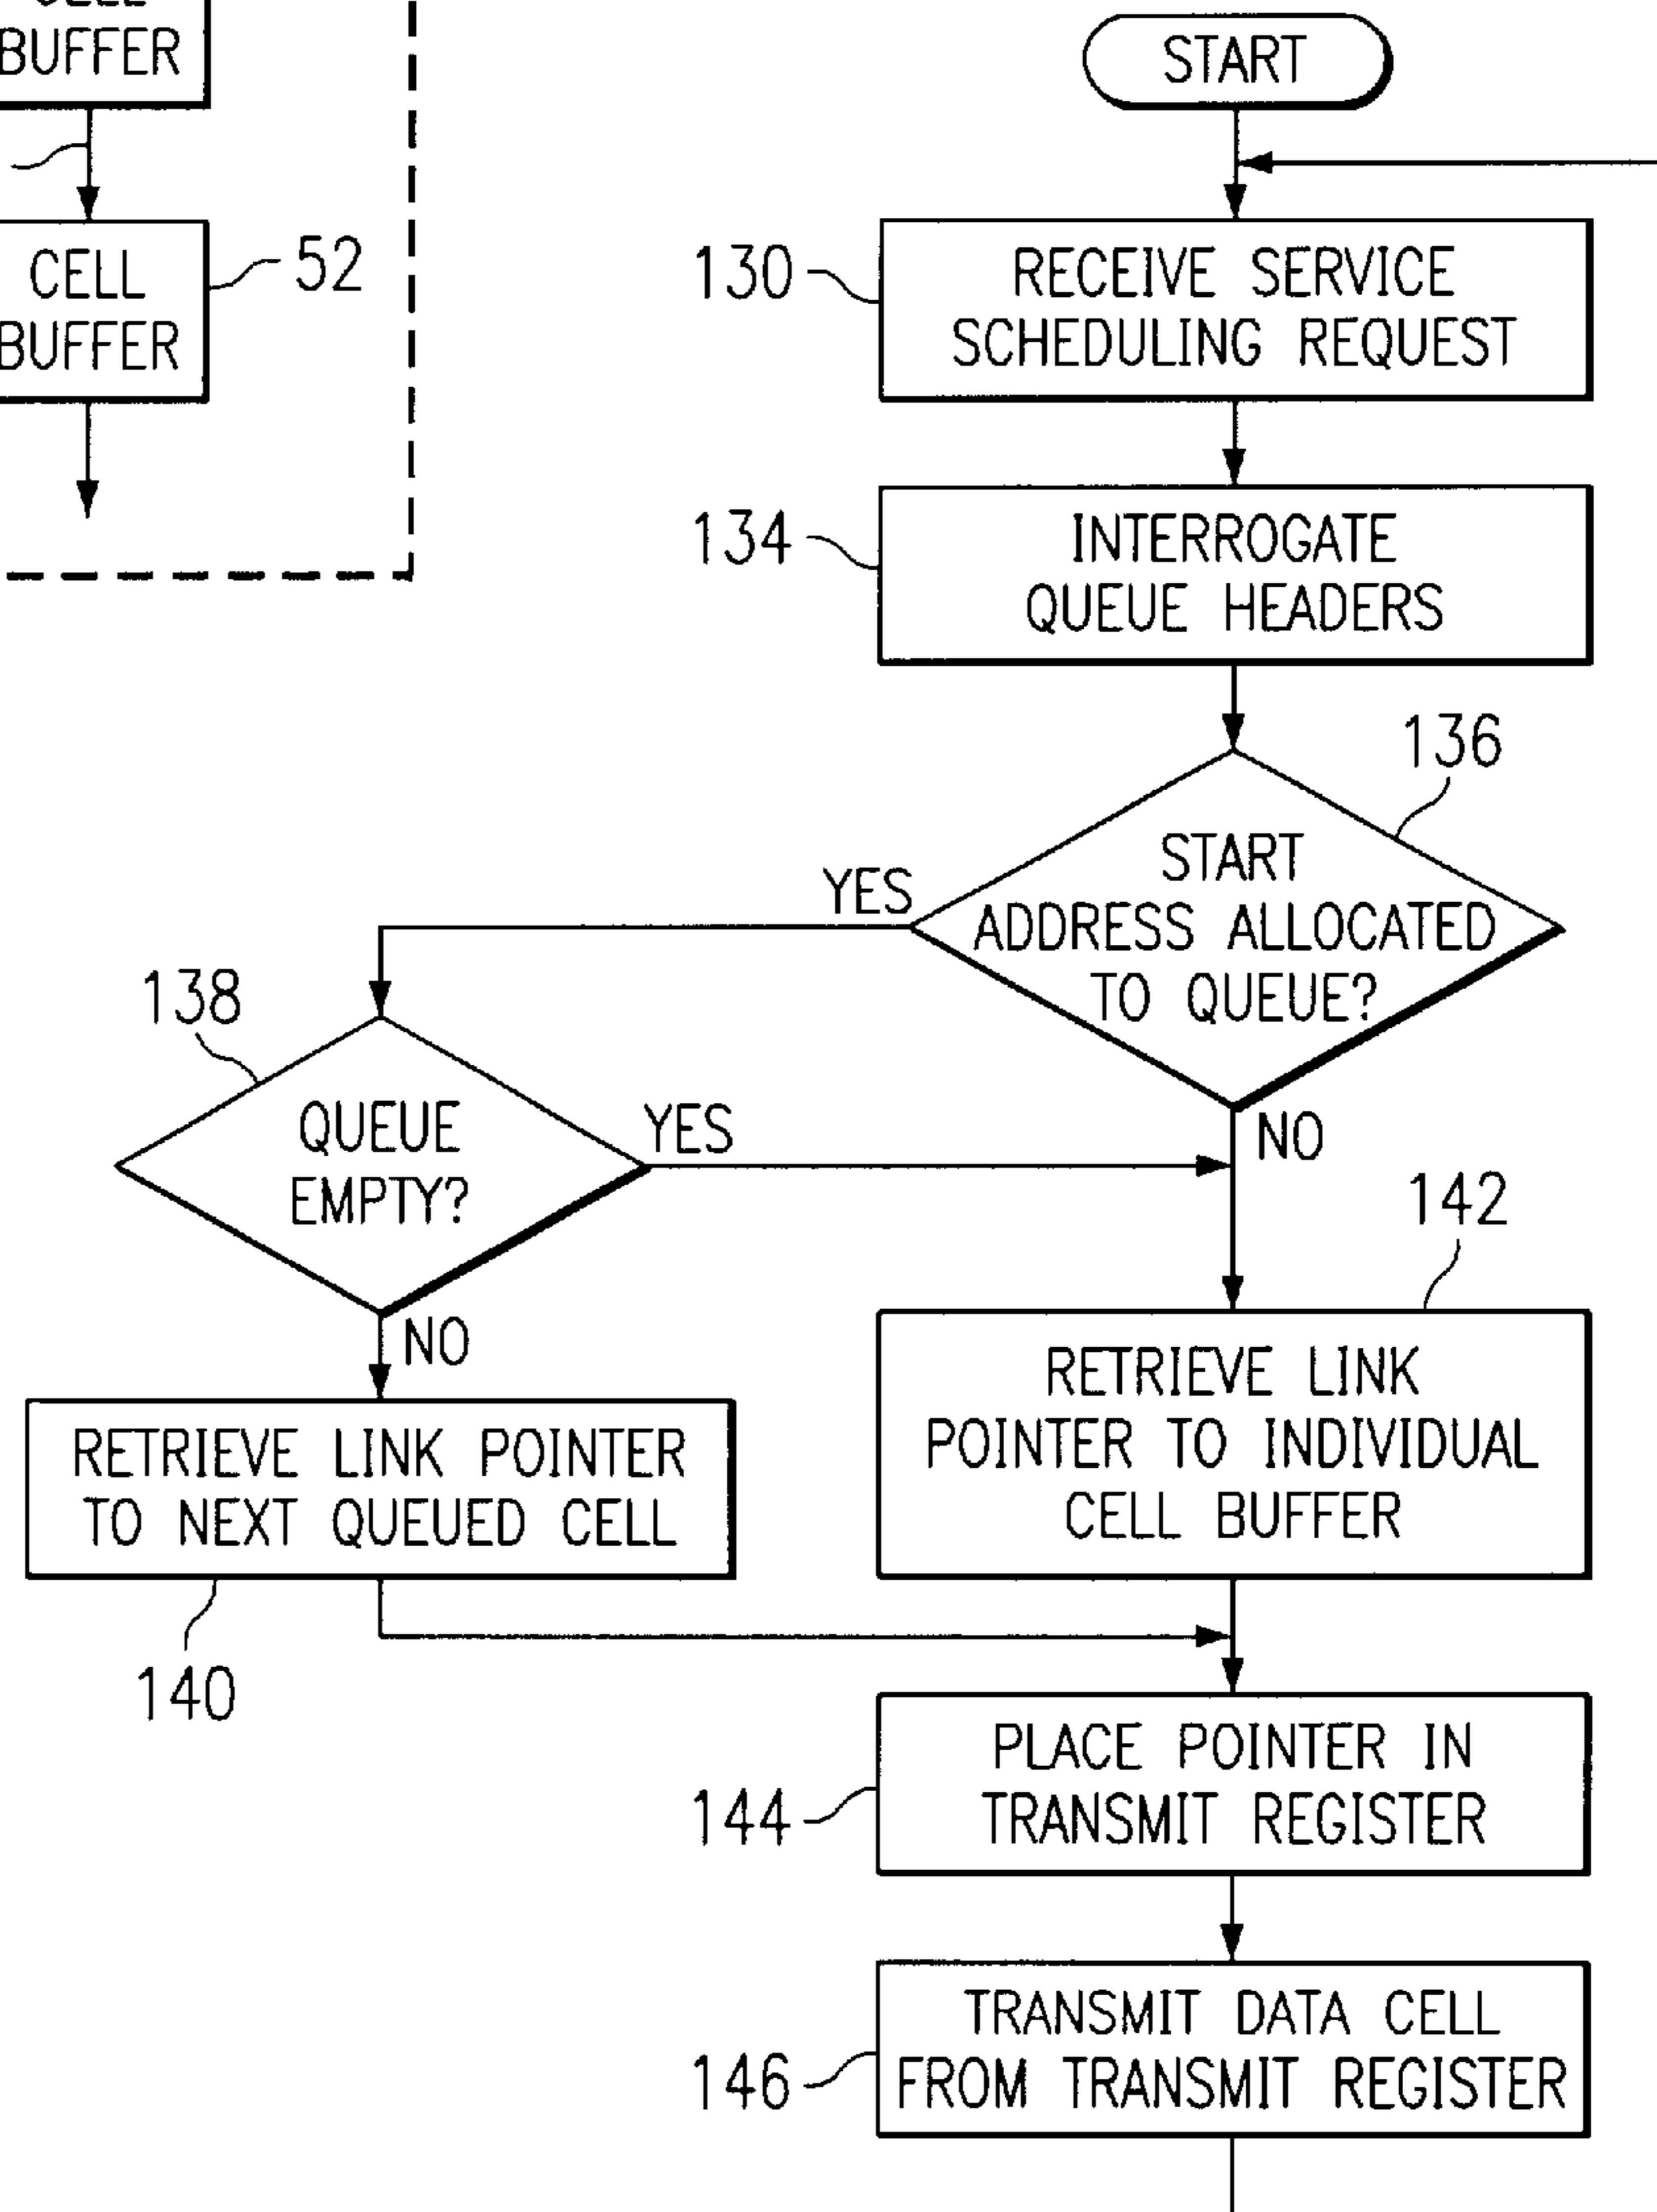 BUFFER
CELL
BUFFER
52
START
130
RECEIVE SERVICE
SCHEDULING REQUEST
134
INTERROGATE
QUEUE HEADERS
136
START
ADDRESS ALLOCATED
TO QUEUE?
YES
NO
138
QUEUE
EMPTY?
YES
NO
142
RETRIEVE LINK
POINTER TO INDIVIDUAL
CELL BUFFER
RETRIEVE LINK POINTER
TO NEXT QUEUED CELL
140
144
PLACE POINTER IN
TRANSMIT REGISTER
146
TRANSMIT DATA CELL
FROM TRANSMIT REGISTER